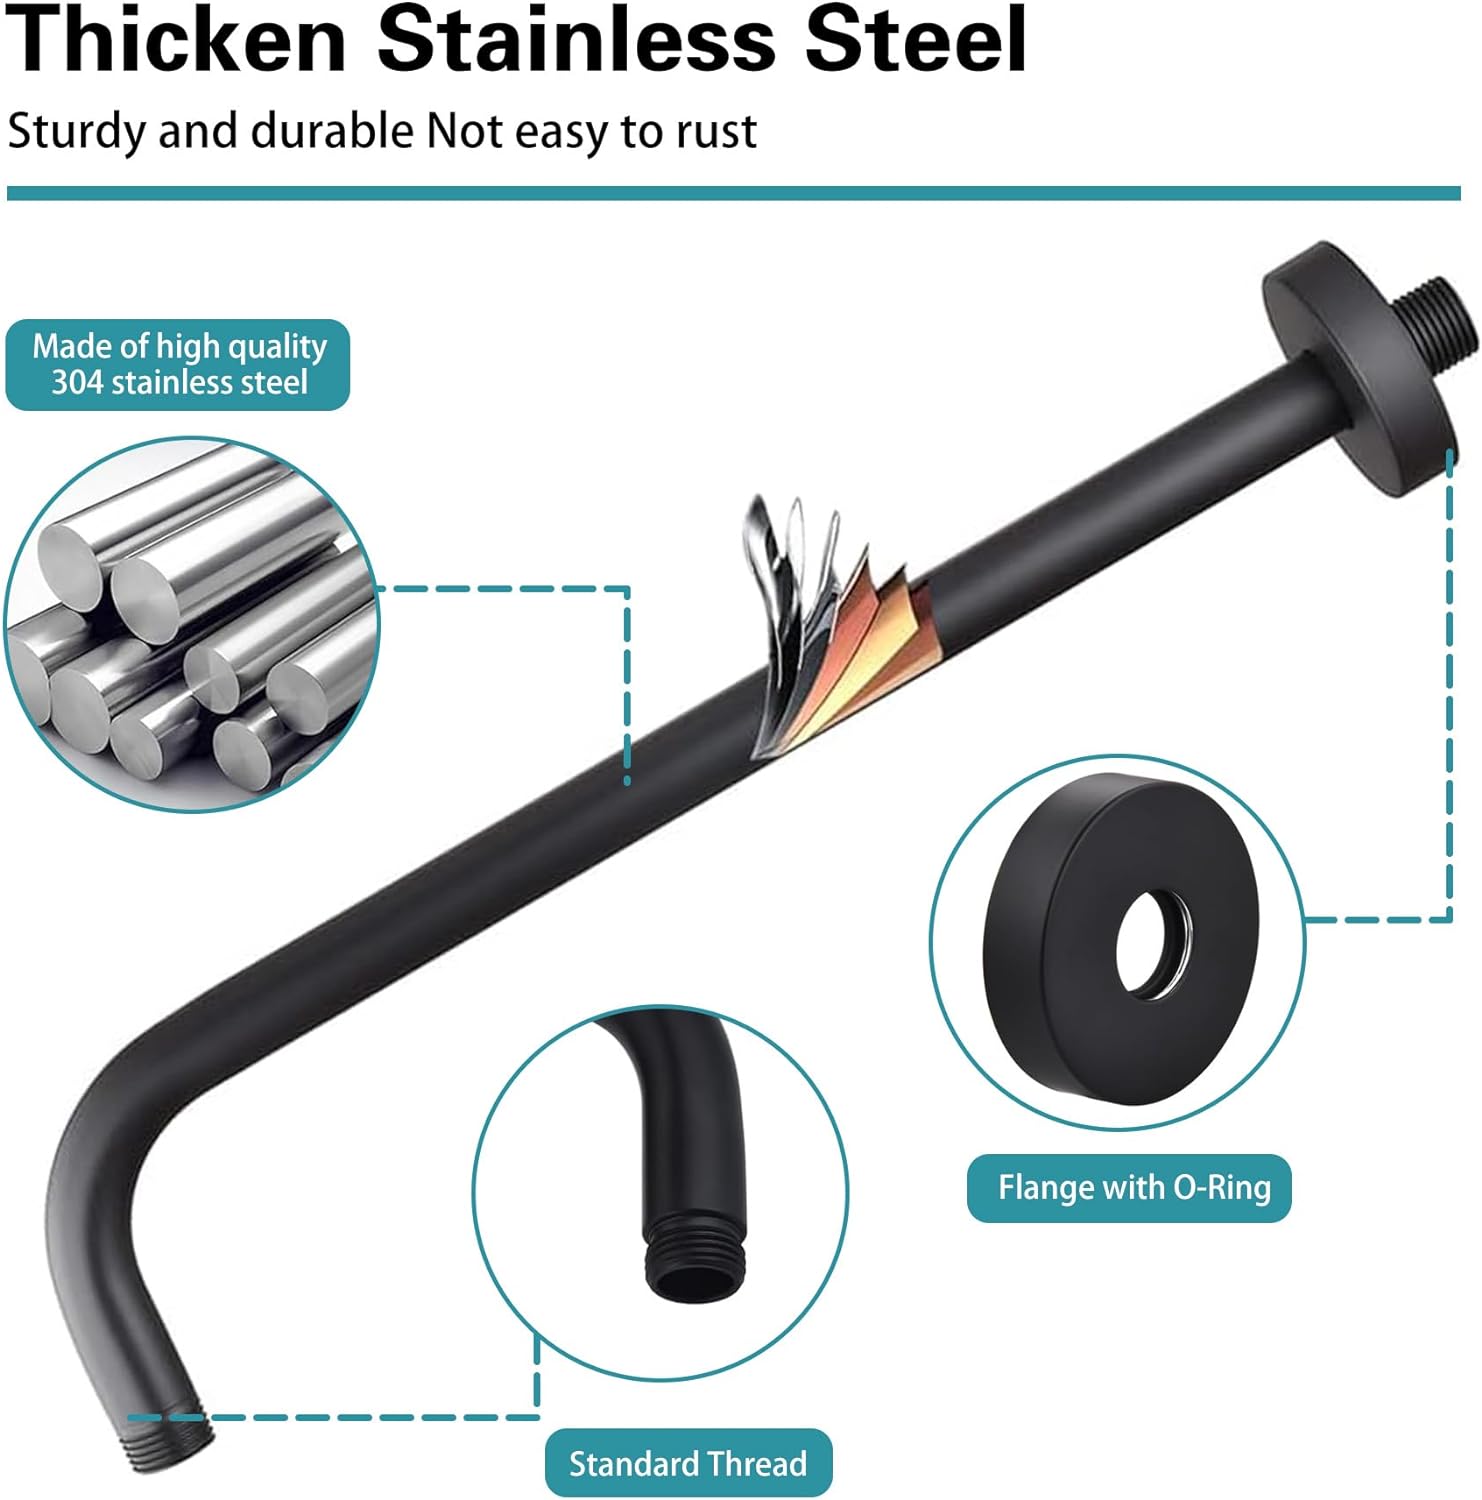 Thicken Stainless Steel
Sturdy and durable Not easy to rust
Made of high quality
304 stainless steel
Flange with O-Ring
Standard Thread